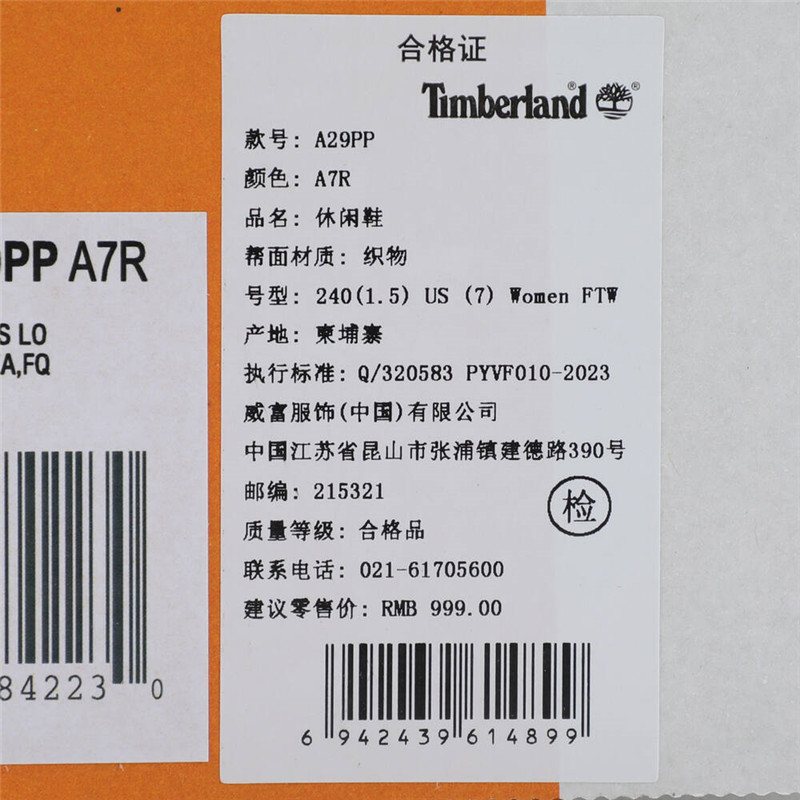 合格证
Timberland®
®
款号: A29PP
颜色: A7R
品名: 休闲鞋
帮面材质: 织物
号型: 240(1.5) US (7) Women FTW
产地: 柬埔寨
执行标准: Q/320583 PYVF010-2023
威富服饰(中国)有限公司
中国江苏省昆山市张浦镇建德路390号
邮编: 215321
检
质量等级: 合格品
联系电话: 021-61705600
建议零售价: RMB 999.00
6 942439 614899
PP A7R
S LO
A,FQ
84223 0